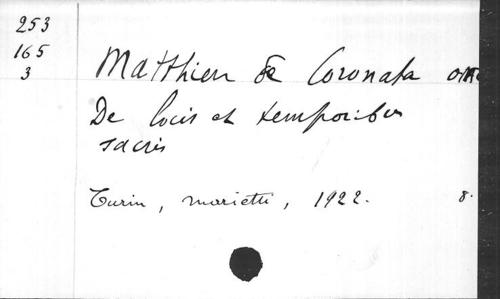 253
165
3
Matthieu de Coronata
De locis et temporibus
sacris
Turin, Marietti, 1922. 8.